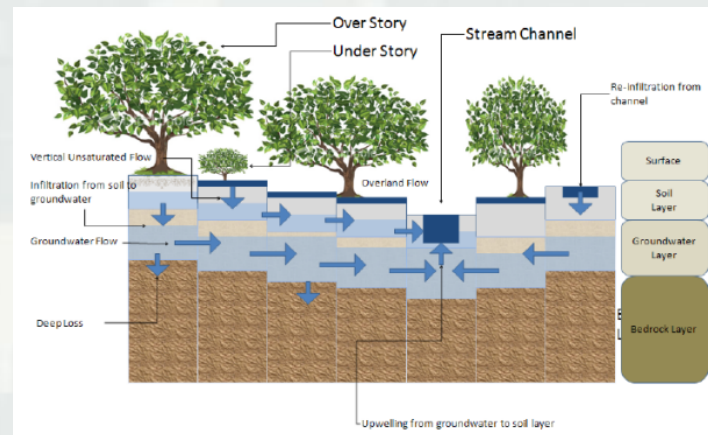 Over Story
Under Story
Stream Channel
Re-infiltration from
channel
Vertical Unsaturated Flow
Infiltration from soil to
groundwater
Overland Flow
Groundwater Flow
Deep Loss
Upwelling from groundwater to soil layer
Surface
Soil
Layer
Groundwater
Layer
Bedrock Layer